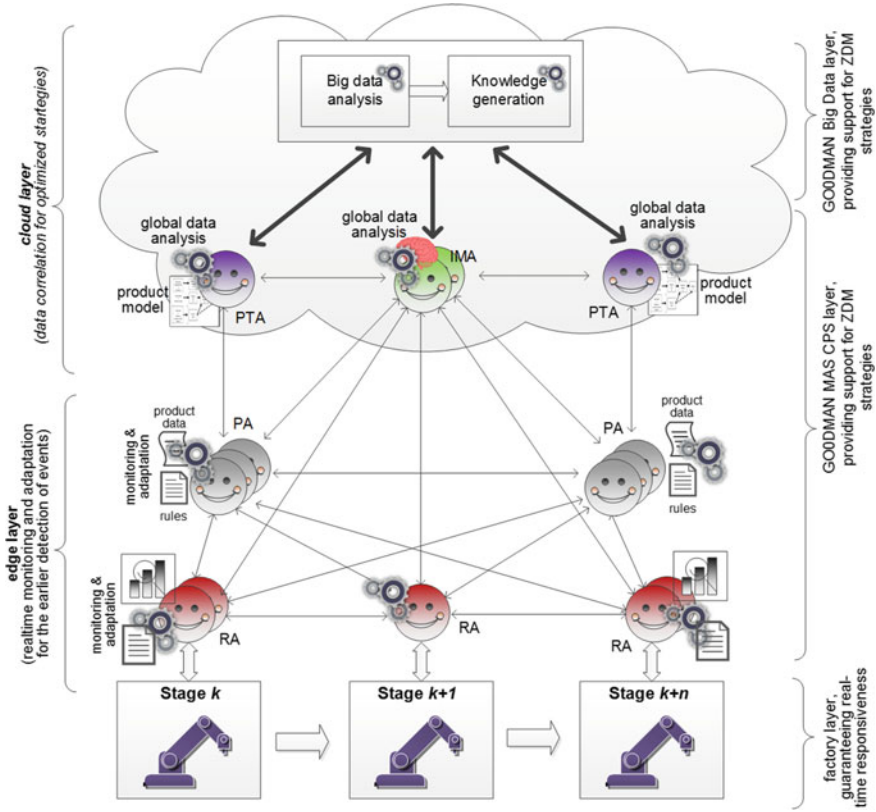 cloud layer
(data correlation for optimized startegies)
edge layer
(realtime monitoring and adaptation
for the earlier detection of events)
Big data
analysis
Knowledge
generation
global data
analysis
product
model
PTA
global data
analysis
IMA
global data
analysis
product
model
PTA
product
data
PA
monitoring &
adaptation
rules
PA
product
data
rules
monitoring &
adaptation
RA
RA
RA
Stage k
Stage k+1
Stage k+n
GO0DMAN Big Data layer,
providing support for ZDM
strategies
GO0DMAN MAS CPS layer,
providing support for ZDM
strategies
factory layer,
guaranteeing real-
time responsiveness